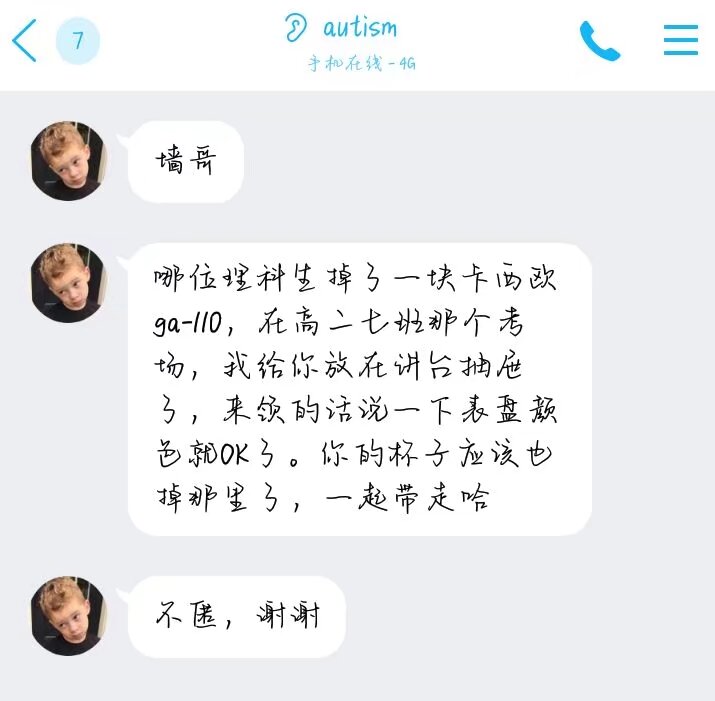 7
autism
手机在线-4G
墙哥
哪位理科生掉了一块卡西欧
ga-110，在高二七班那个考
场，我给你放在讲台抽屉
了，来领的话说一下表盘颜
色就OK了。你的杯子应该也
掉那里了，一起带走哈
不匿，谢谢